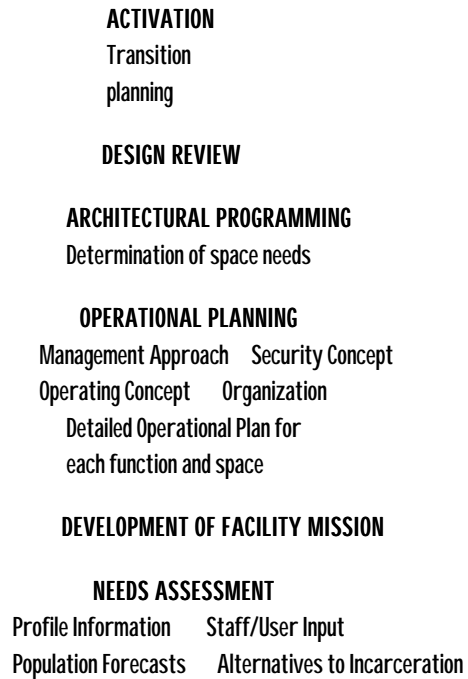 ACTIVATION
Transition
planning
DESIGN REVIEW
ARCHITECTURAL PROGRAMMING
Determination of space needs
OPERATIONAL PLANNING
Management Approach Security Concept
Operating Concept Organization
Detailed Operational Plan for
each function and space
DEVELOPMENT OF FACILITY MISSION
NEEDS ASSESSMENT
Profile Information Staff/User Input
Population Forecasts Alternatives to Incarceration